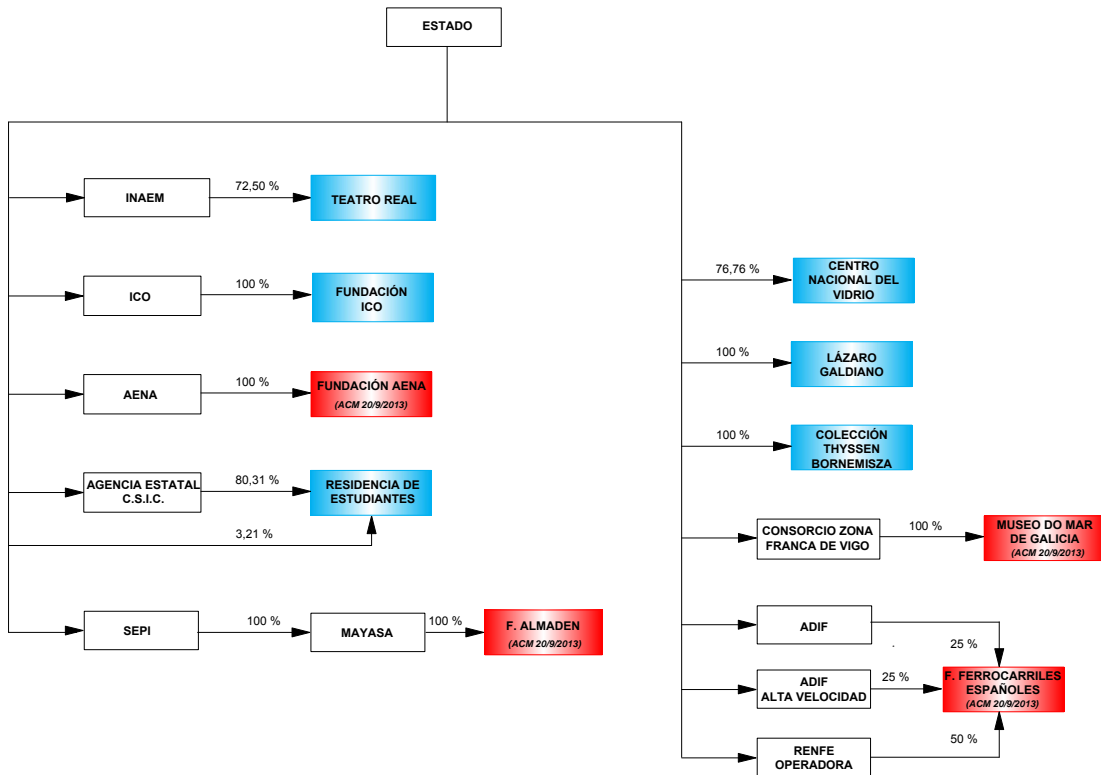 ESTADO
INAEM
72,50 %
TEATRO REAL
ICO
100 %
FUNDACIÓN
ICO
AENA
100 %
FUNDACIÓN AENA
(ACM 20/9/2013)
AGENCIA ESTATAL
C.S.I.C.
80,31 %
RESIDENCIA DE
ESTUDIANTES
3,21 %
SEPI
100 %
MAYASA
100 %
F. ALMADEN
(ACM 20/9/2013)
76,76 %
CENTRO
NACIONAL DEL
VIDRIO
100 %
LÁZARO
GALDIANO
100 %
COLECCIÓN
THYSSEN
BORNEMISZA
CONSORCIO ZONA
FRANCA DE VIGO
100 %
MUSEO DO MAR
DE GALICIA
(ACM 20/9/2013)
ADIF
.
25 %
ADIF
ALTA VELOCIDAD
25 %
F. FERROCARRILES
ESPAÑOLES
(ACM 20/9/2013)
RENFE
OPERADORA
50 %